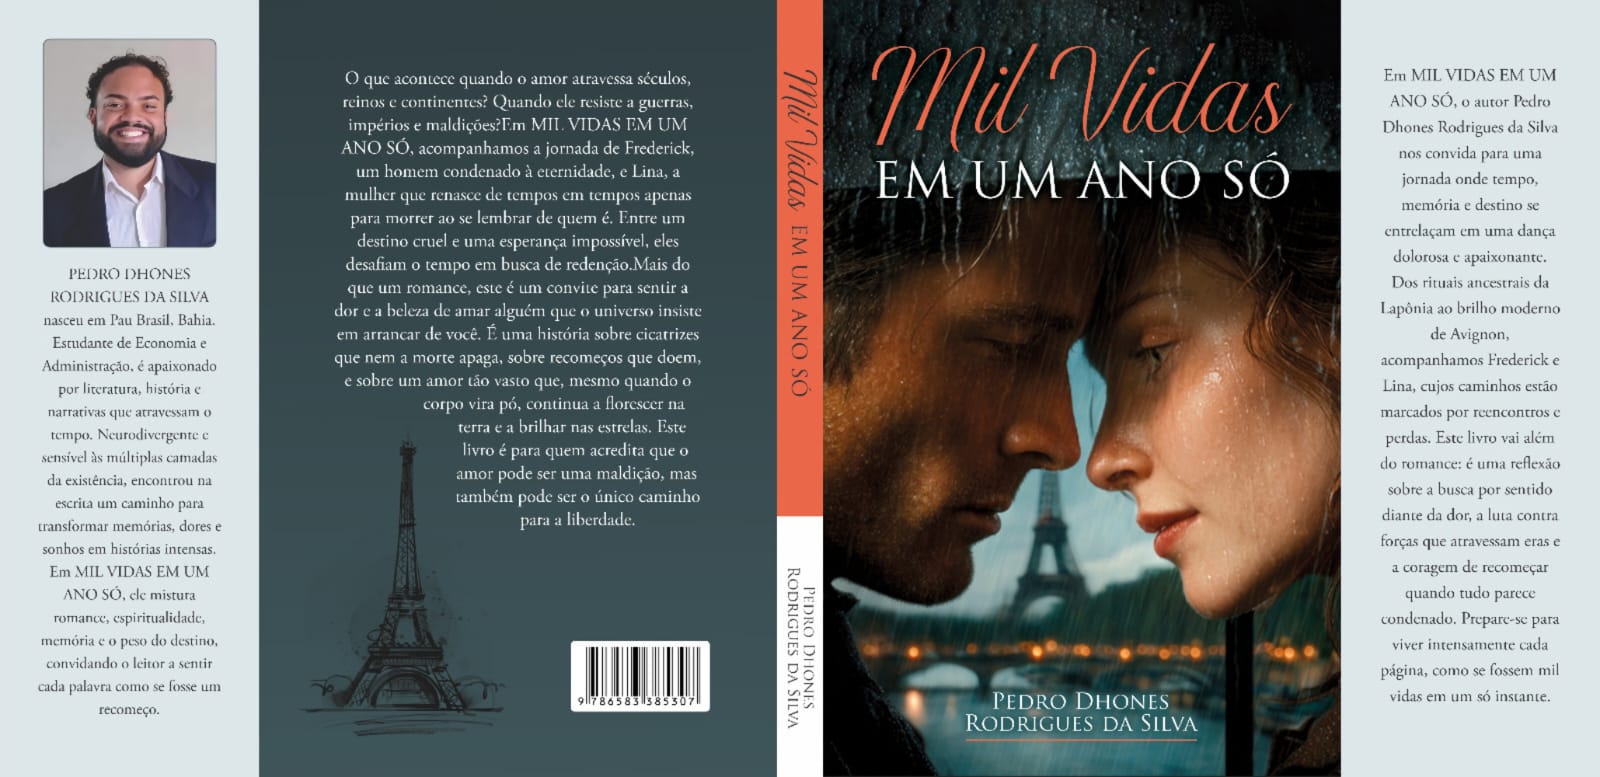 PEDRO DHONES
RODRIGUES DA SILVA
nasceu em Pau Brasil, Bahia.
Estudante de Economia e
Administração, é apaixonado
por literatura, história e
narrativas que atravessam o
tempo. Neurodivergente e
sensível às múltiplas camadas
da existência, encontrou na
escrita um caminho para
transformar memórias, dores e
sonhos em histórias intensas.
Em MIL VIDAS EM UM
ANO SÓ, ele mistura
romance, espiritualidade,
memória e o peso do destino,
convidando o leitor a sentir
cada palavra como se fosse um
recomeço.
O que acontece quando o amor atravessa séculos,
reinos e continentes? Quando ele resiste a guerras,
impérios e maldições?Em MIL VIDAS EM UM
ANO SÓ, acompanhamos a jornada de Frederick,
um homem condenado à eternidade, e Lina, a
mulher que renasce de tempos em tempos apenas
para morrer ao se lembrar de quem é. Entre um
destino cruel e uma esperança impossível, eles
desafiam o tempo em busca de redenção.Mais do
que um romance, este é um convite para sentir a
dor e a beleza de amar alguém que o universo insiste
em arrancar de você. É uma história sobre cicatrizes
que nem a morte apaga, sobre recomeços que doem,
e sobre um amor tão vasto que, mesmo quando o
corpo vira pó, continua a florescer na
terra e a brilhar nas estrelas. Este
livro é para quem acredita que o
amor pode ser uma maldição, mas
também pode ser o único caminho
para a liberdade.
9 786583 385307
Mil Vidas EM UM ANO SÓ
PEDRO DHONES
RODRIGUES DA SILVA
Mil Vidas
EM UM ANO SÓ
PEDRO DHONES
RODRIGUES DA SILVA
Em MIL VIDAS EM UM
ANO SÓ, o autor Pedro
Dhones Rodrigues da Silva
nos convida para uma
jornada onde tempo,
memória e destino se
entrelaçam em uma dança
dolorosa e apaixonante.
Dos rituais ancestrais da
Lapônia ao brilho moderno
de Avignon,
acompanhamos Frederick e
Lina, cujos caminhos estão
marcados por reencontros e
perdas. Este livro vai além
do romance: é uma reflexão
sobre a busca por sentido
diante da dor, a luta contra
forças que atravessam eras e
a coragem de recomeçar
quando tudo parece
condenado. Prepare-se para
viver intensamente cada
página, como se fossem mil
vidas em um só instante.